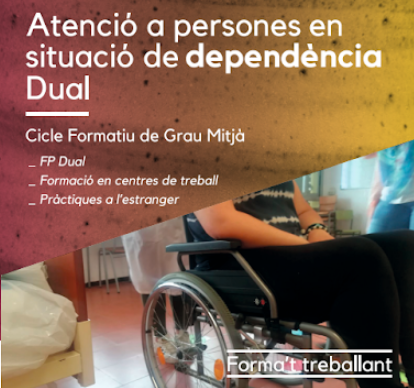 Atenció a persones en
situació de dependència
Dual
Cicle Formatiu de Grau Mitjà
_ FP Dual
_ Formació en centres de treball
_ Pràctiques a l'estranger
Forma't treballant